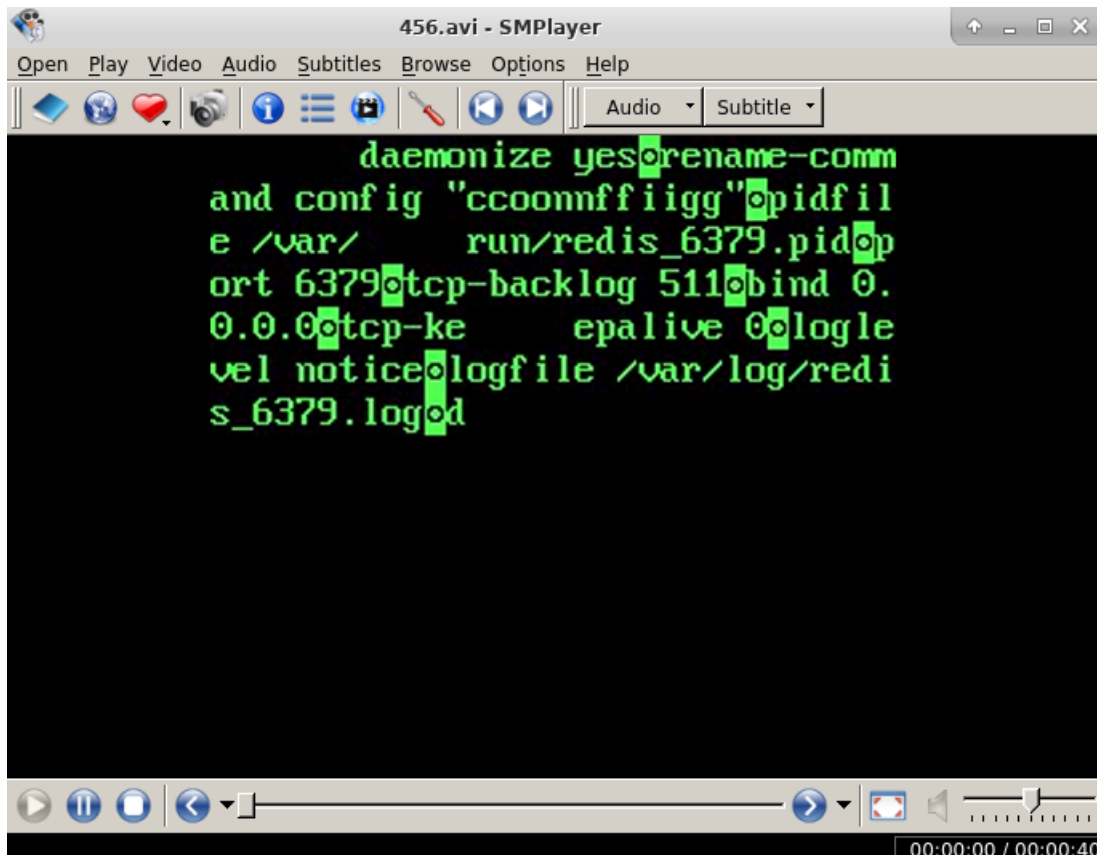 456.avi - SMPlayer
Open Play Video Audio Subtitles Browse Options Help
Audio Subtitle
daemonize yes◙rename-comm
and config "ccoonnffiigg"◙pidfil
e /var/ run/redis_6379.pid◙p
ort 6379◙tcp-backlog 511◙bind 0.
0.0.0◙tcp-ke epalive 0◙logle
vel notice◙logfile /var/log/redi
s_6379.log◙d
00:00:00 / 00:00:40